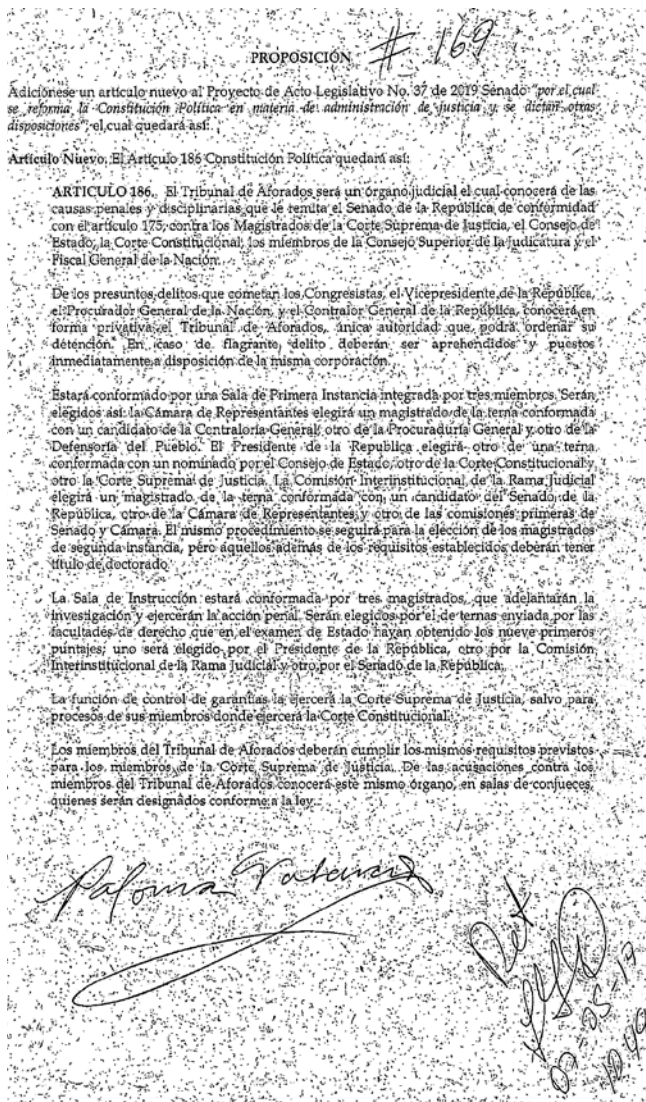 PROPOSICIÓN # 169
Adiciónese un artículo nuevo al Proyecto de Acto Legislativo No. 37 de 2019 Senado "por el cual
se reforma la Constitución Política en materia de administración de justicia y se dictan otras
disposiciones", el cual quedará así:
Artículo Nuevo. El Artículo 186 Constitución Política quedará así:
ARTICULO 186. El Tribunal de Aforados será un órgano judicial el cual conocerá de las
causas penales y disciplinarias que le remita el Senado de la República de conformidad
con el artículo 175, contra los Magistrados de la Corte Suprema de Justicia, el Consejo de
Estado, la Corte Constitucional, los miembros de la Consejo Superior de la Judicatura y el
Fiscal General de la Nación.
De los presuntos delitos que cometan los Congresistas, el Vicepresidente de la República,
el Procurador General de la Nación, y el Contralor General de la República, conocerá en
forma privativa el Tribunal de Aforados, única autoridad que podrá ordenar su
detención. En caso de flagrante delito deberán ser aprehendidos y puestos
inmediatamente a disposición de la misma corporación.
Estará conformado por una Sala de Primera Instancia integrada por tres miembros. Serán
elegidos así: la Cámara de Representantes elegirá un magistrado de la terna conformada
con un candidato de la Contraloría General, otro de la Procuraduría General y otro de la
Defensoría del Pueblo. El Presidente de la Republica elegirá otro de una terna
conformada con un nominado por el Consejo de Estado, otro de la Corte Constitucional y
otro la Corte Suprema de Justicia. La Comisión Interinstitucional de la Rama Judicial
elegirá un magistrado de la terna conformada con un candidato del Senado de la
República, otro de la Cámara de Representantes y otro de las comisiones primeras de
Senado y Cámara. El mismo procedimiento se seguirá para la elección de los magistrados
de segunda instancia, pero aquellos además de los requisitos establecidos deberán tener
título de doctorado.
La Sala de Instrucción estará conformada por tres magistrados, que adelantarán la
investigación y ejercerán la acción penal. Serán elegidos por el de ternas enviada por las
facultades de derecho que en el examen de Estado hayan obtenido los nueve primeros
puntajes; uno será elegido por el Presidente de la República, otro por la Comisión
Interinstitucional de la Rama Judicial y otro por el Senado de la República.
La función de control de garantías la ejercerá la Corte Suprema de Justicia, salvo para
procesos de sus miembros donde ejercerá la Corte Constitucional.
Los miembros del Tribunal de Aforados deberán cumplir los mismos requisitos previstos
para los miembros de la Corte Suprema de Justicia. De las acusaciones contra los
miembros del Tribunal de Aforados conocerá este mismo órgano, en salas de conjueces,
quienes serán designados conforme a la ley.
Paloma Valencia